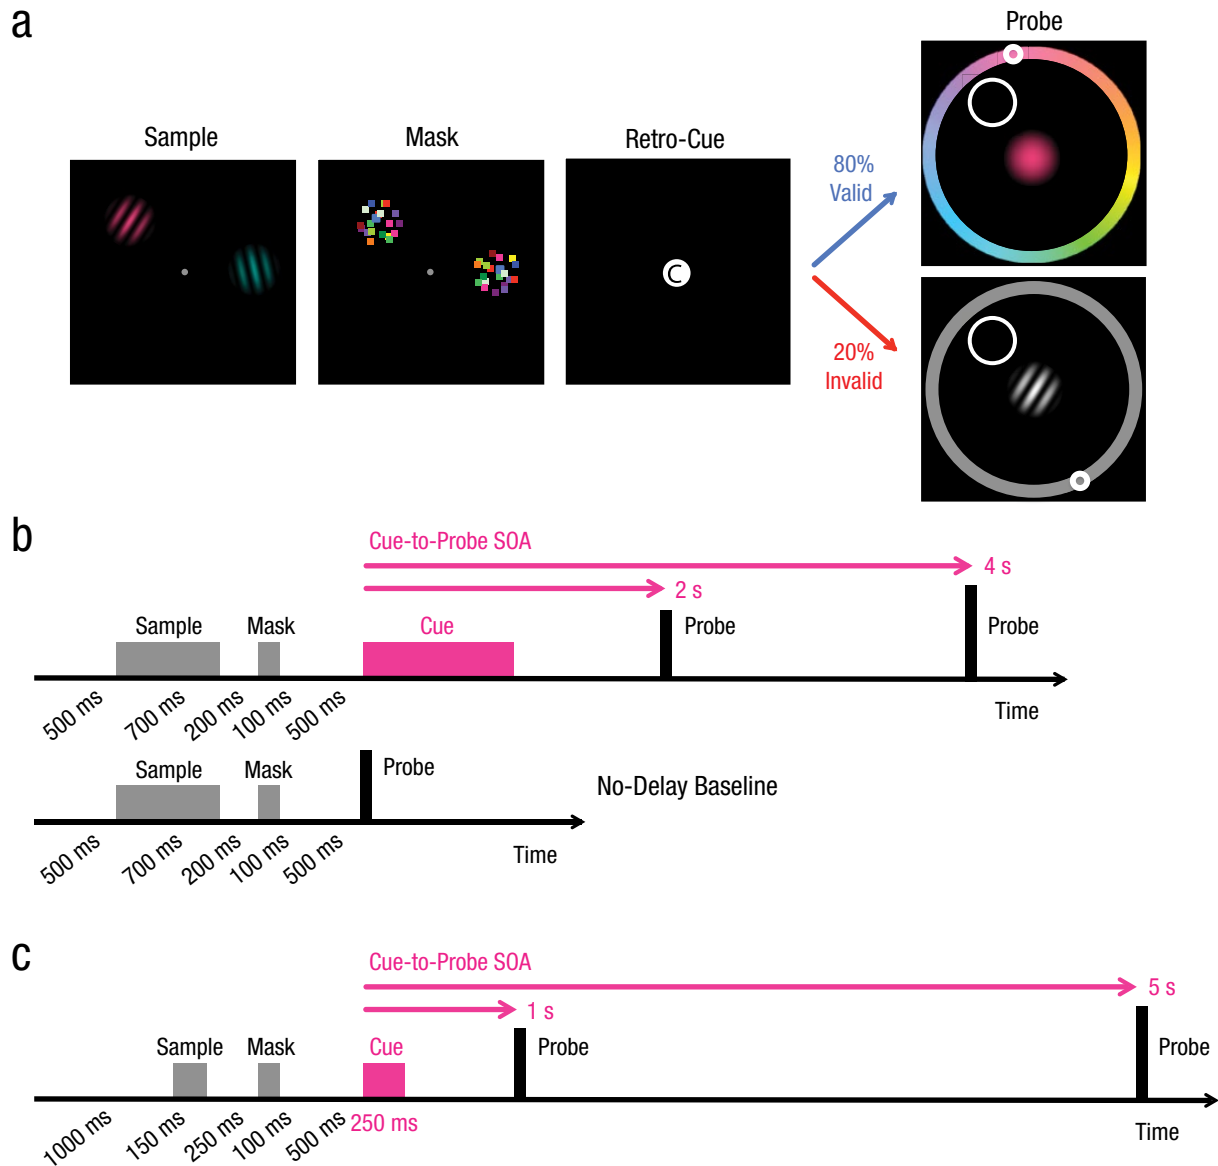 a
Probe
Sample
Mask
Retro-Cue
C
80%
Valid
20%
Invalid
b
Cue-to-Probe SOA
4 s
2 s
Sample
Mask
Cue
Probe
Probe
500 ms
700 ms
200 ms
100 ms
500 ms
Time
Sample
Mask
Probe
No-Delay Baseline
500 ms
700 ms
200 ms
100 ms
500 ms
Time
c
Cue-to-Probe SOA
5 s
1 s
Sample
Mask
Cue
Probe
Probe
1000 ms
150 ms
250 ms
100 ms
500 ms
250 ms
Time